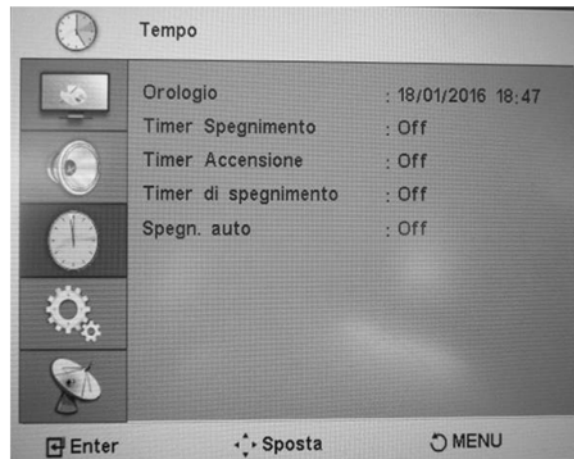 Tempo
Orologio : 18/01/2016 18:47
Timer Spegnimento : Off
Timer Accensione : Off
Timer di spegnimento : Off
Spegn. auto : Off
Enter Sposta MENU